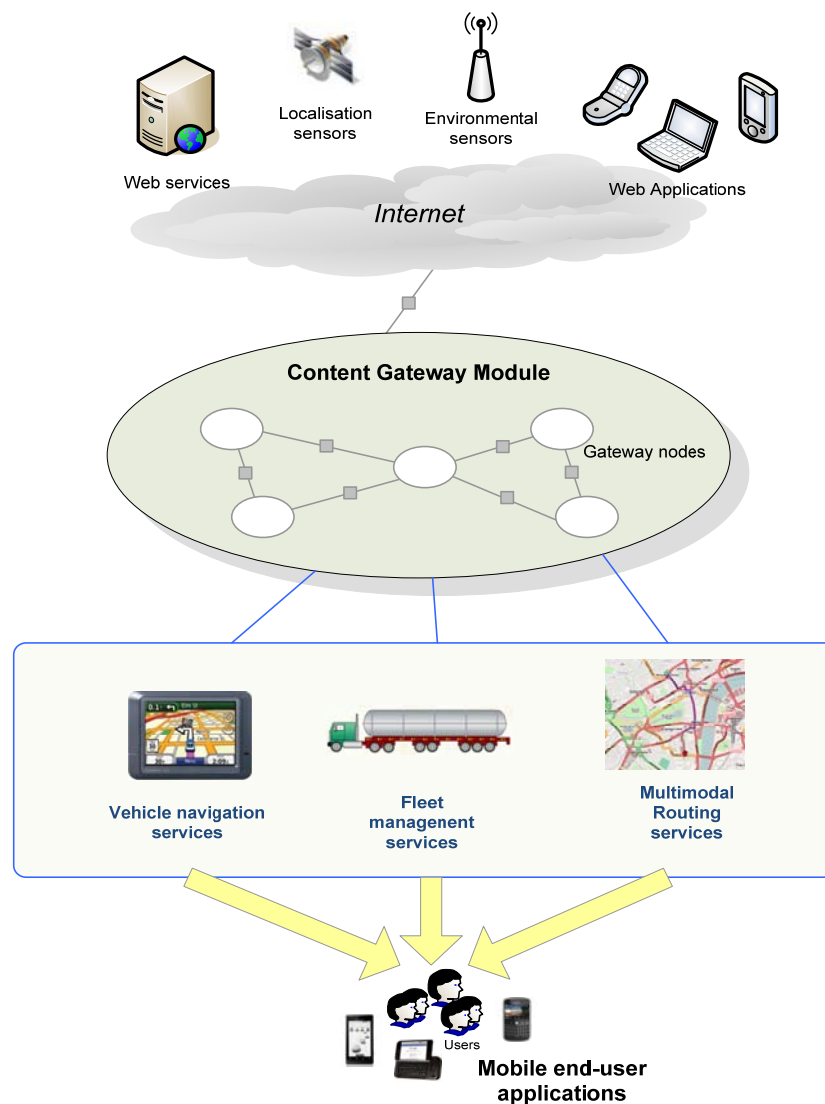 Localisation
sensors
Environmental
sensors
Web services
Web Applications
Internet
Content Gateway Module
Gateway nodes
Vehicle navigation
services
Fleet
managenent
services
Multimodal
Routing
services
Users
Mobile end-user
applications